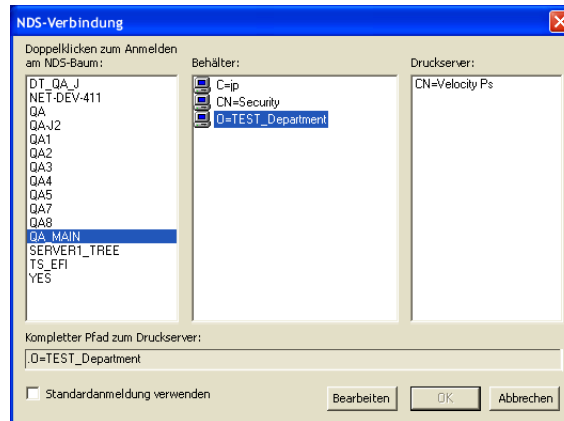 NDS-Verbindung
Doppelklicken zum Anmelden
am NDS-Baum:
Behälter:
Druckserver:
DT_QA_J
NET-DEV-411
QA
QA-J2
QA1
QA2
QA3
QA4
QA5
QA7
QA8
QA_MAIN
SERVER1_TREE
TS_EFI
YES
C=jp
CN=Security
O=TEST_Department
CN=Velocity Ps
Kompletter Pfad zum Druckserver:
.O=TEST_Department
Standardanmeldung verwenden
Bearbeiten
OK
Abbrechen